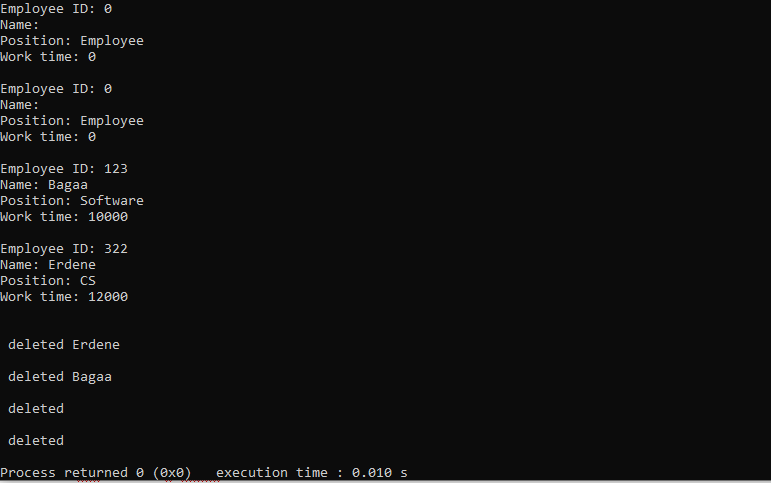 Employee ID: 0
Name:
Position: Employee
Work time: 0
Employee ID: 0
Name:
Position: Employee
Work time: 0
Employee ID: 123
Name: Bagaa
Position: Software
Work time: 10000
Employee ID: 322
Name: Erdene
Position: CS
Work time: 12000
deleted Erdene
deleted Bagaa
deleted
deleted
Process returned 0 (0x0)   execution time : 0.010 s